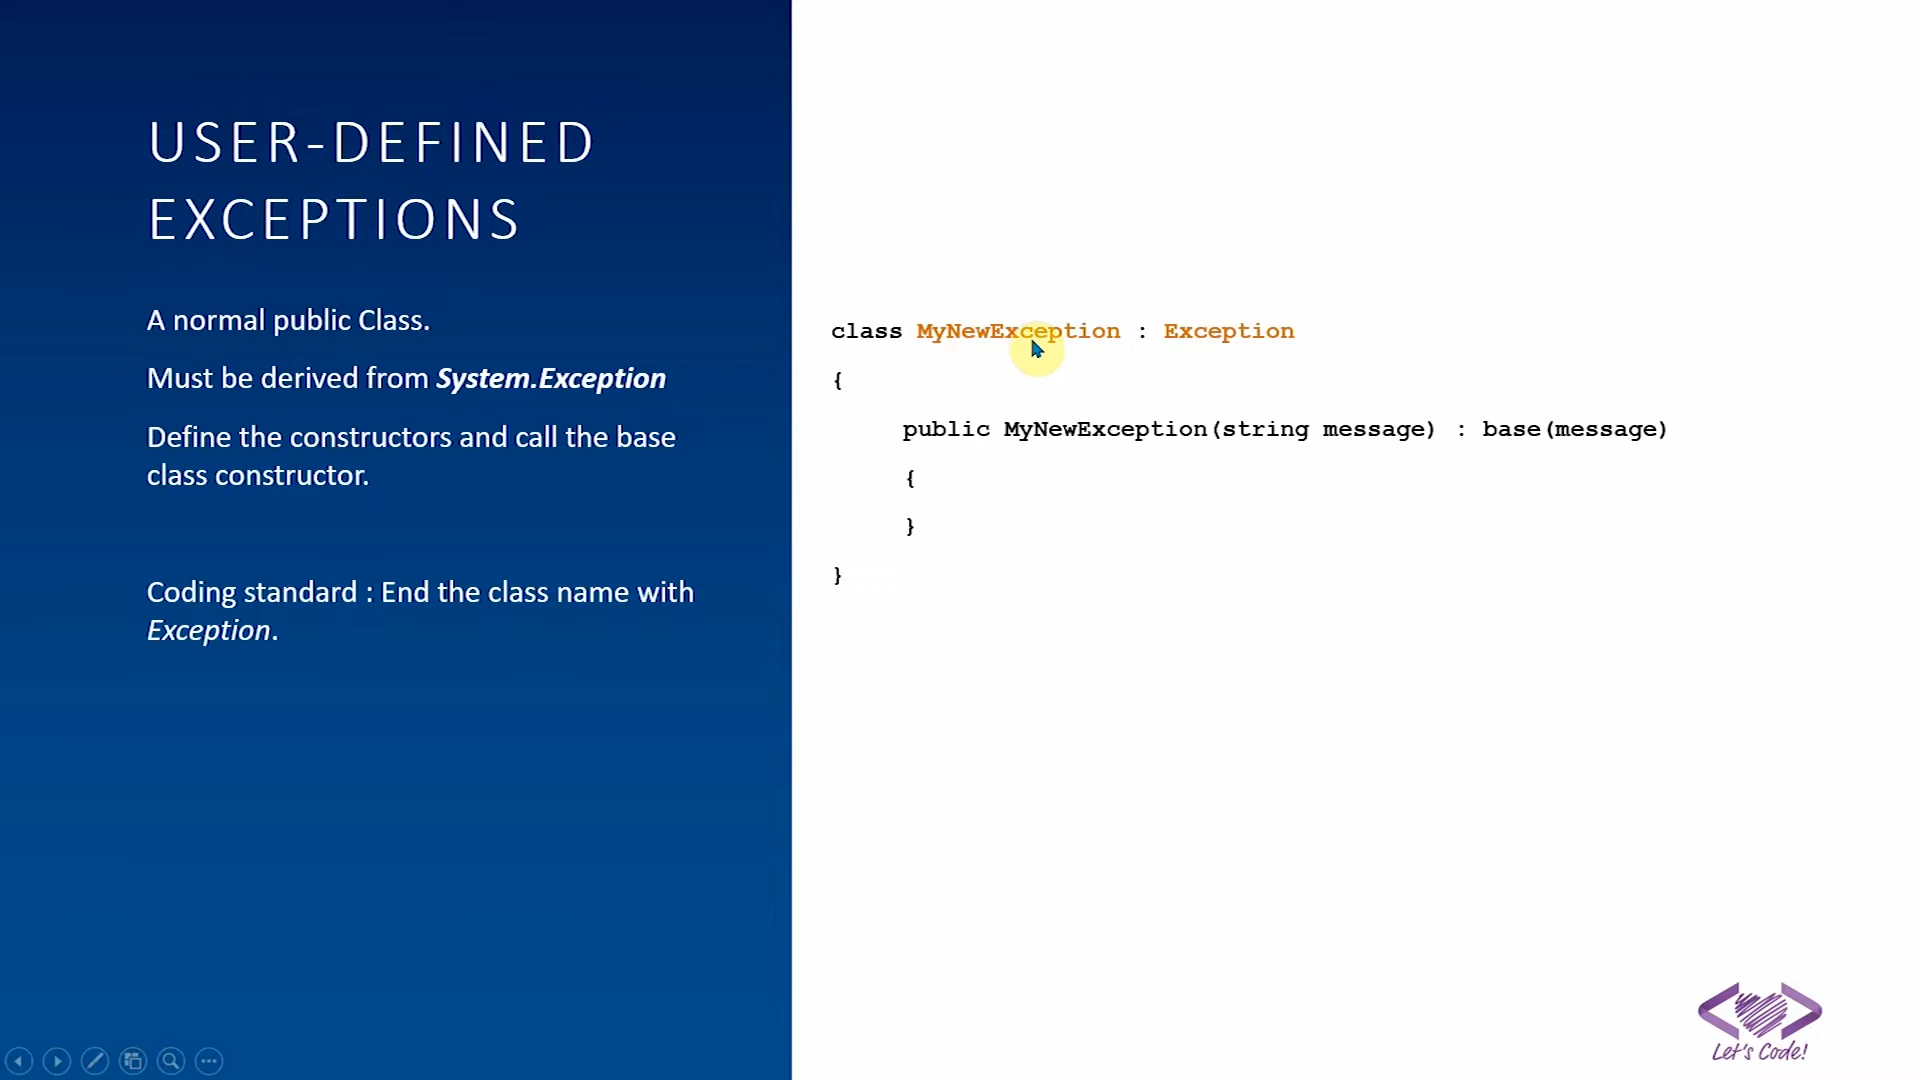 USER-DEFINED
EXCEPTIONS
A normal public Class.
Must be derived from System.Exception
Define the constructors and call the base
class constructor.
Coding standard : End the class name with
Exception.
class MyNewException : Exception
{
public MyNewException(string message) : base(message)
{
}
}
Let's Code!